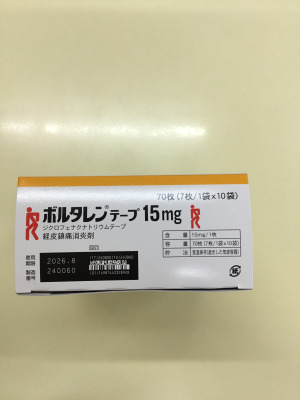 70枚(7枚/1袋x10袋)
ボルタレン®テープ15mg
ジクロフェナクナトリウムテープ
経皮鎮痛消炎剤
含量 15mg/1枚
容量 70枚(7枚/1袋x10袋)
貯法
使用期限 2026.8
製造番号 240060
紙